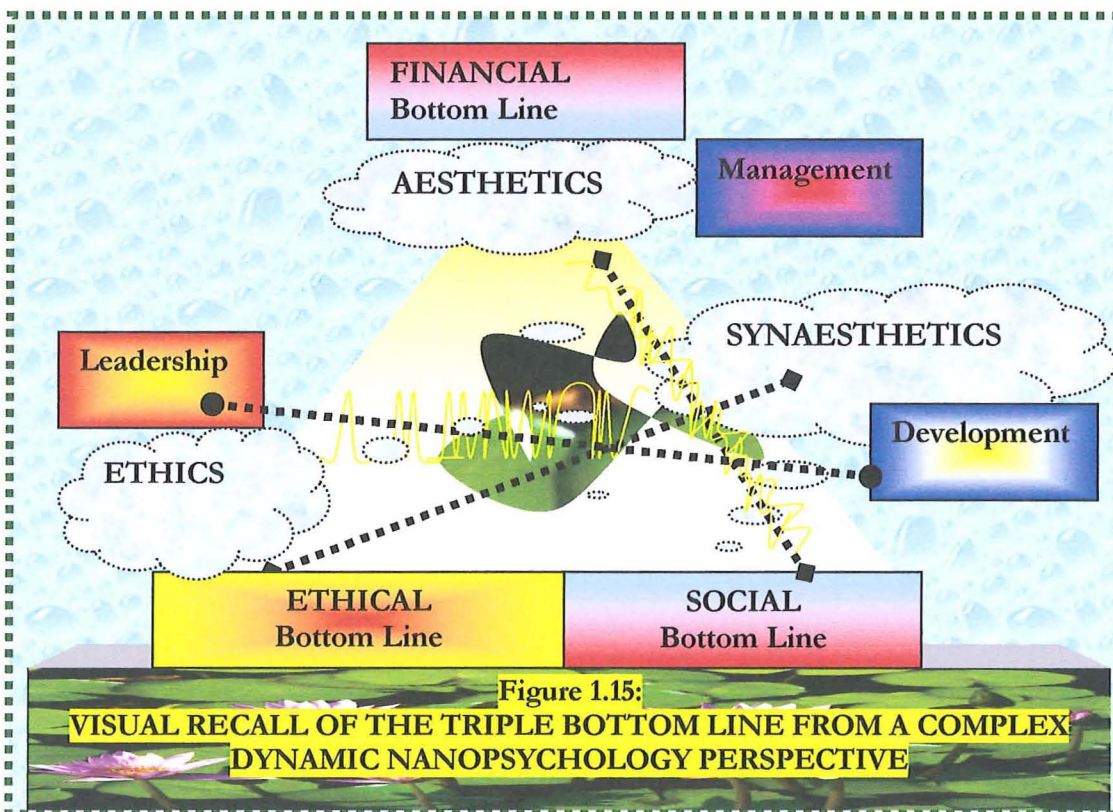 FINANCIAL
Bottom Line
AESTHETICS
Management
SYNAESTHETICS
Leadership
Development
ETHICS
ETHICAL
Bottom Line
SOCIAL
Bottom Line
Figure 1.15:
VISUAL RECALL OF THE TRIPLE BOTTOM LINE FROM A COMPLEX
DYNAMIC NANOPSYCHOLOGY PERSPECTIVE